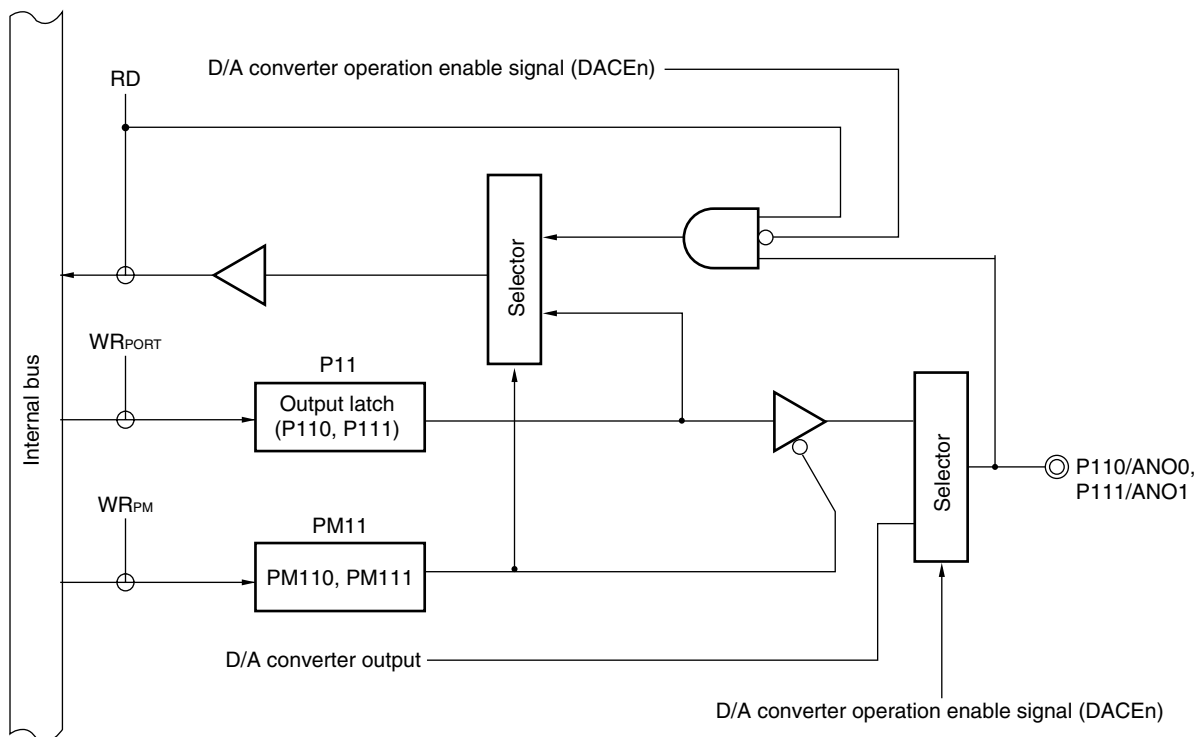 D/A converter operation enable signal (DACEn)
RD
Selector
WRPORT
P11
Output latch
(P110, P111)
Internal bus
Selector
P110/ANO0,
P111/ANO1
WRPM
PM11
PM110, PM111
D/A converter output
D/A converter operation enable signal (DACEn)